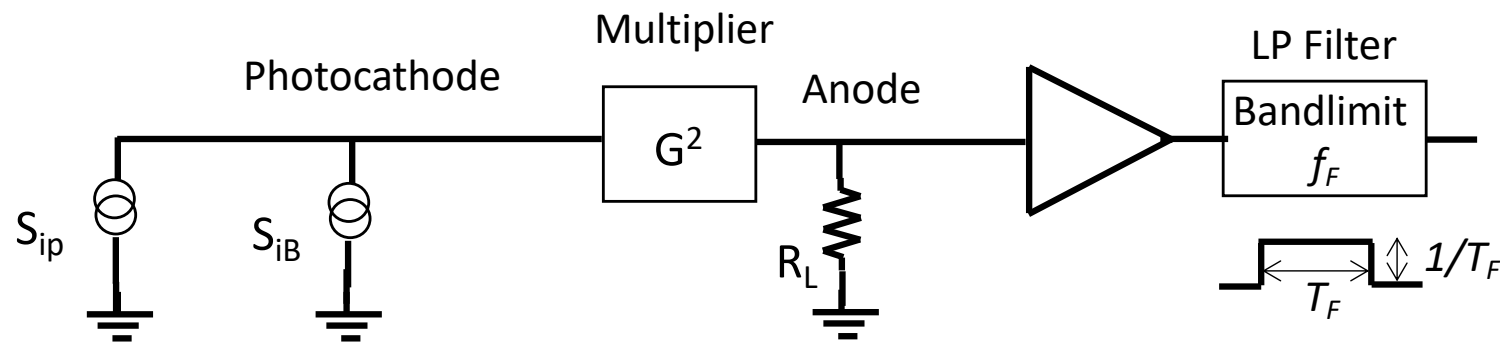 Multiplier
LP Filter
Photocathode
Anode
Bandlimit
G²
f_F
S_ip
S_iB
R_L
1/T_F
T_F